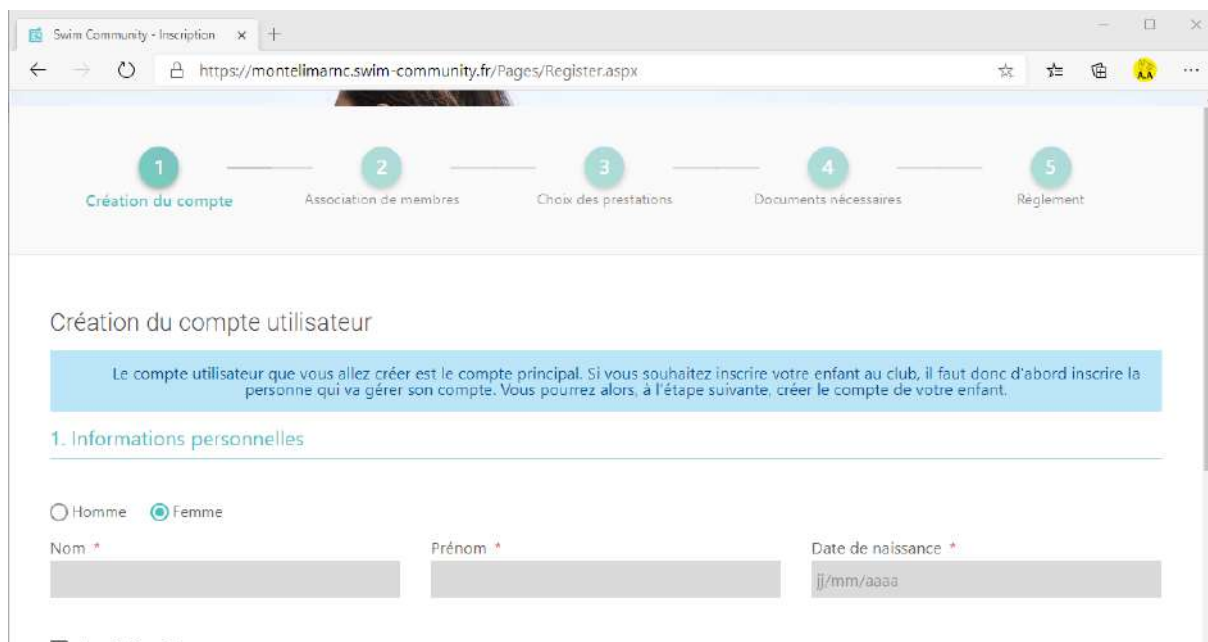 Swim Community - Inscription
https://montelimarnc.swim-community.fr/Pages/Register.aspx
A.A
1
2
3
4
5
Création du compte
Association de membres
Choix des prestations
Documents nécessaires
Règlement
Création du compte utilisateur
Le compte utilisateur que vous allez créer est le compte principal. Si vous souhaitez inscrire votre enfant au club, il faut donc d'abord inscrire la
personne qui va gérer son compte. Vous pourrez alors, à l'étape suivante, créer le compte de votre enfant.
1. Informations personnelles
Homme
Femme
Nom *
Prénom *
Date de naissance *
jj/mm/aaaa